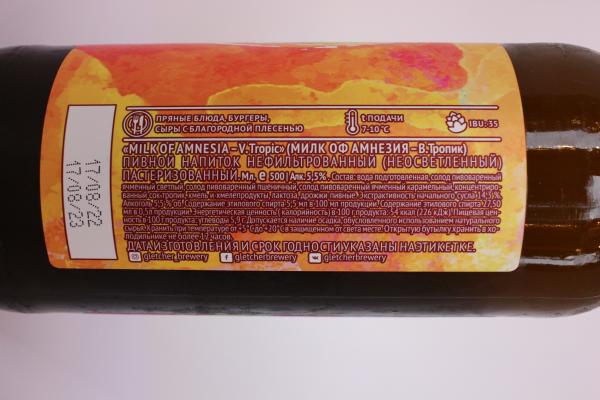 ПРЯНЫЕ БЛЮДА, БУРГЕРЫ,
СЫРЫ С БЛАГОРОДНОЙ ПЛЕСЕНЬЮ
t ПОДАЧИ
7-10°C
IBU: 35
«MILK OF AMNESIA – V. Tropic» (МИЛК ОФ АМНЕЗИЯ – В. Тропик)
ПИВНОЙ НАПИТОК НЕФИЛЬТРОВАННЫЙ (НЕОСВЕТЛЕННЫЙ)
ПАСТЕРИЗОВАННЫЙ. Мл. ℮ 500 | Алк. 5,5%. Состав: вода подготовленная, солод пивоваренный
ячменный светлый, солод пивоваренный пшеничный, солод пивоваренный ячменный карамельный, концентриро-
ванный сок тропик, хмель и хмелепродукты, лактоза, дрожжи пивные. Экстрактивность начального сусла: 14,5%.
Алкоголь: 5,5 % об. Содержание этилового спирта 5,5 мл в 100 мл продукции. Содержание этилового спирта 27,50
мл в 0,5л продукции. Энергетическая ценность ( калорийность) в 100 г продукта: 54 ккал (226 кДж). Пищевая цен-
ность в 100 г продукта: углеводы 5,9 г. Допускается наличие осадка, обусловленного использованием натурального
сырья. Хранить при температуре от +5°C до +20°C в защищенном от света месте. Открытую бутылку хранить в хо-
лодильнике не более 12 часов.
ДАТА ИЗГОТОВЛЕНИЯ И СРОК ГОДНОСТИ УКАЗАНЫ НА ЭТИКЕТКЕ.
gletcher_brewery
gletcherbrewery
gletcherbrewery
17/08/22
17/08/23